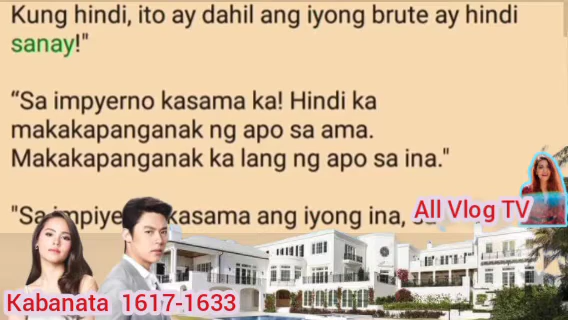 Kung hindi, ito ay dahil ang iyong brute ay hindi
sanay!"
“Sa impyerno kasama ka! Hindi ka
makakapanganak ng apo sa ama.
Makakapanganak ka lang ng apo sa ina."
kasama ang iyong ina,
All Vlog TV
Kabanata 1617-1633